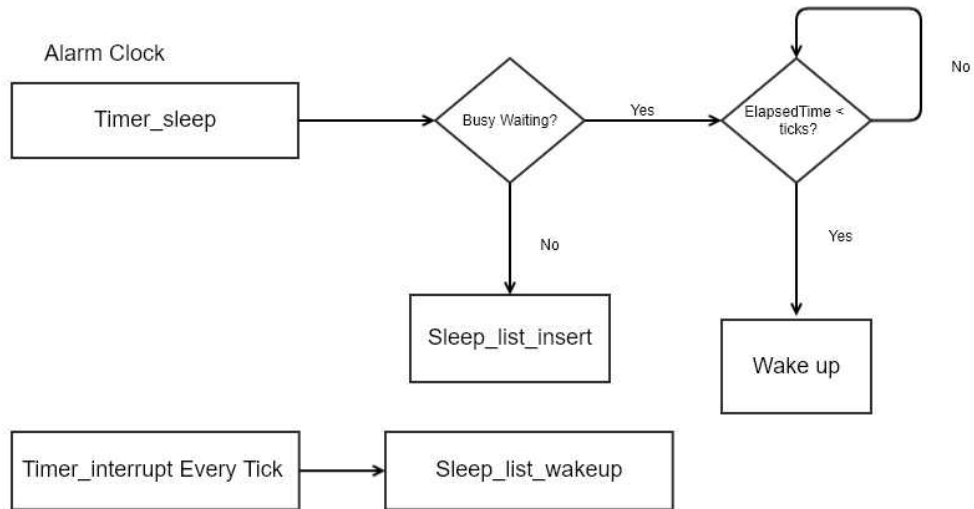 Alarm Clock
Timer_sleep
Busy Waiting?
Yes
ElapsedTime <
ticks?
No
No
Yes
Sleep_list_insert
Wake up
Timer_interrupt Every Tick
Sleep_list_wakeup